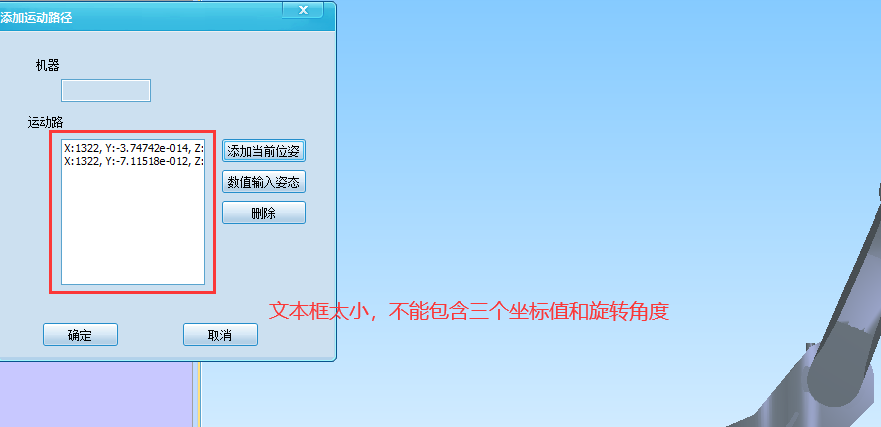 添加运动路径
x
机器
运动路
X:1322, Y:-3.74742e-014, Z:
X:1322, Y:-7.11518e-012, Z:
添加当前位姿
数值输入姿态
删除
文本框太小，不能包含三个坐标值和旋转角度
确定
取消